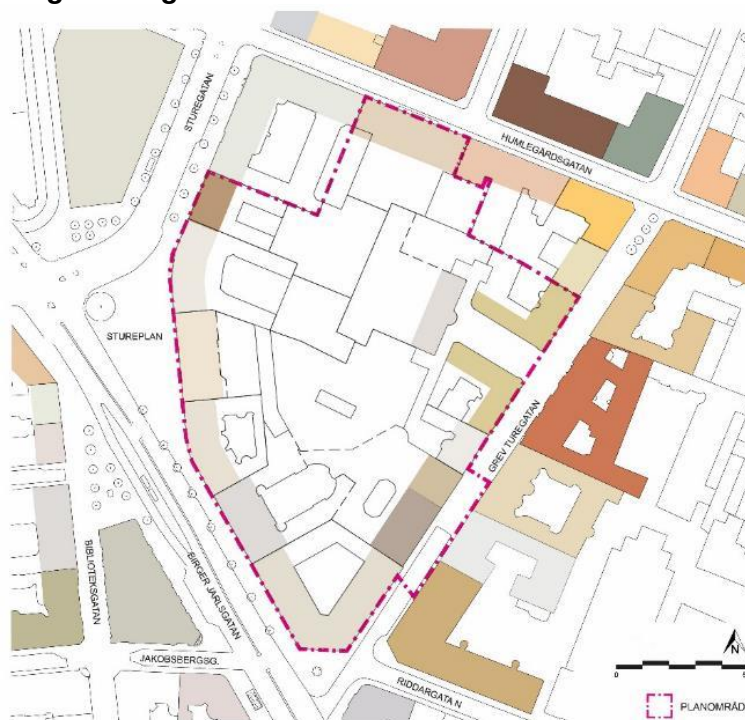 STUREGATAN
HUMLEGÅRDSGATAN
STUREPLAN
GREV TUREGATAN
BIBLIOTEKSGATAN
BIRGER JARLSGATAN
JAKOBSBERGSG.
RIDDARGATAN
N
0
PLANOMRÅD